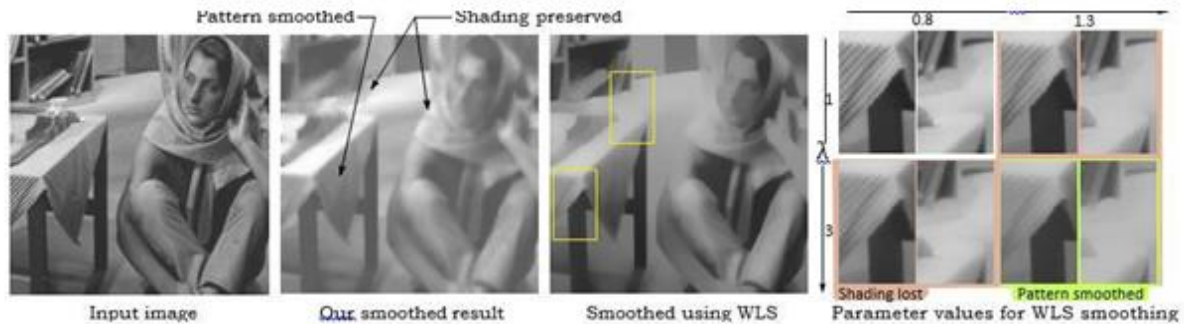 Pattern smoothed
Shading preserved
0.8
1.3
1
λ
3
Shading lost
Pattern smoothed
Input image
Our smoothed result
Smoothed using WLS
Parameter values for WLS smoothing